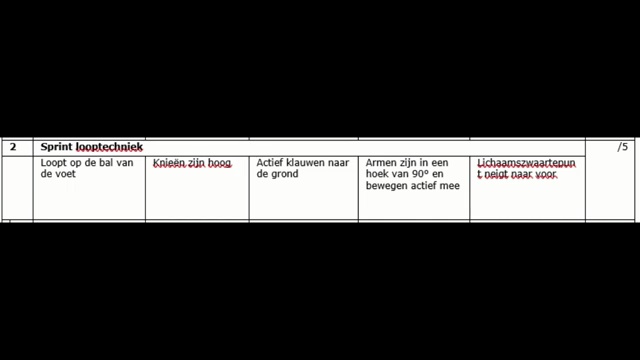 2 Sprint looptechniek /5
Loopt op de bal van
de voet
Knieën zijn hoog
Actief klauwen naar
de grond
Armen zijn in een
hoek van 90° en
bewegen actief mee
Lichaamszwaartepun
t neigt naar voor